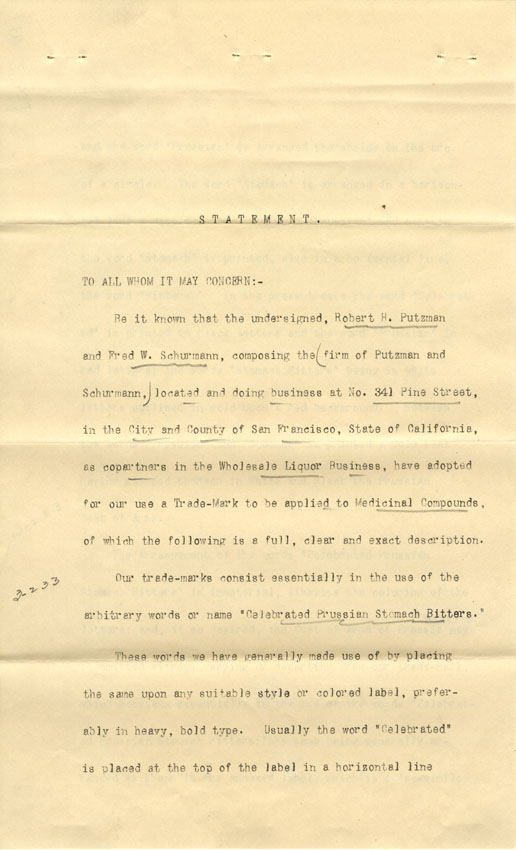 STATEMENT.
TO ALL WHOM IT MAY CONCERN:-
Be it known that the undersigned, Robert H. Putzman
and Fred W. Schurmann, composing the (firm of Putzman and
Schurmann,) located and doing business at No. 341 Pine Street,
in the City and County of San Francisco, State of California,
as copartners in the Wholesale Liquor Business, have adopted
for our use a Trade-Mark to be applied to Medicinal Compounds,
of which the following is a full, clear and exact description.
Our trade-marks consist essentially in the use of the
2233
arbitrary words or name "Celebrated Prussian Stomach Bitters."
These words we have generally made use of by placing
the same upon any suitable style or colored label, prefer-
ably in heavy, bold type. Usually the word "Celebrated"
is placed at the top of the label in a horizontal line